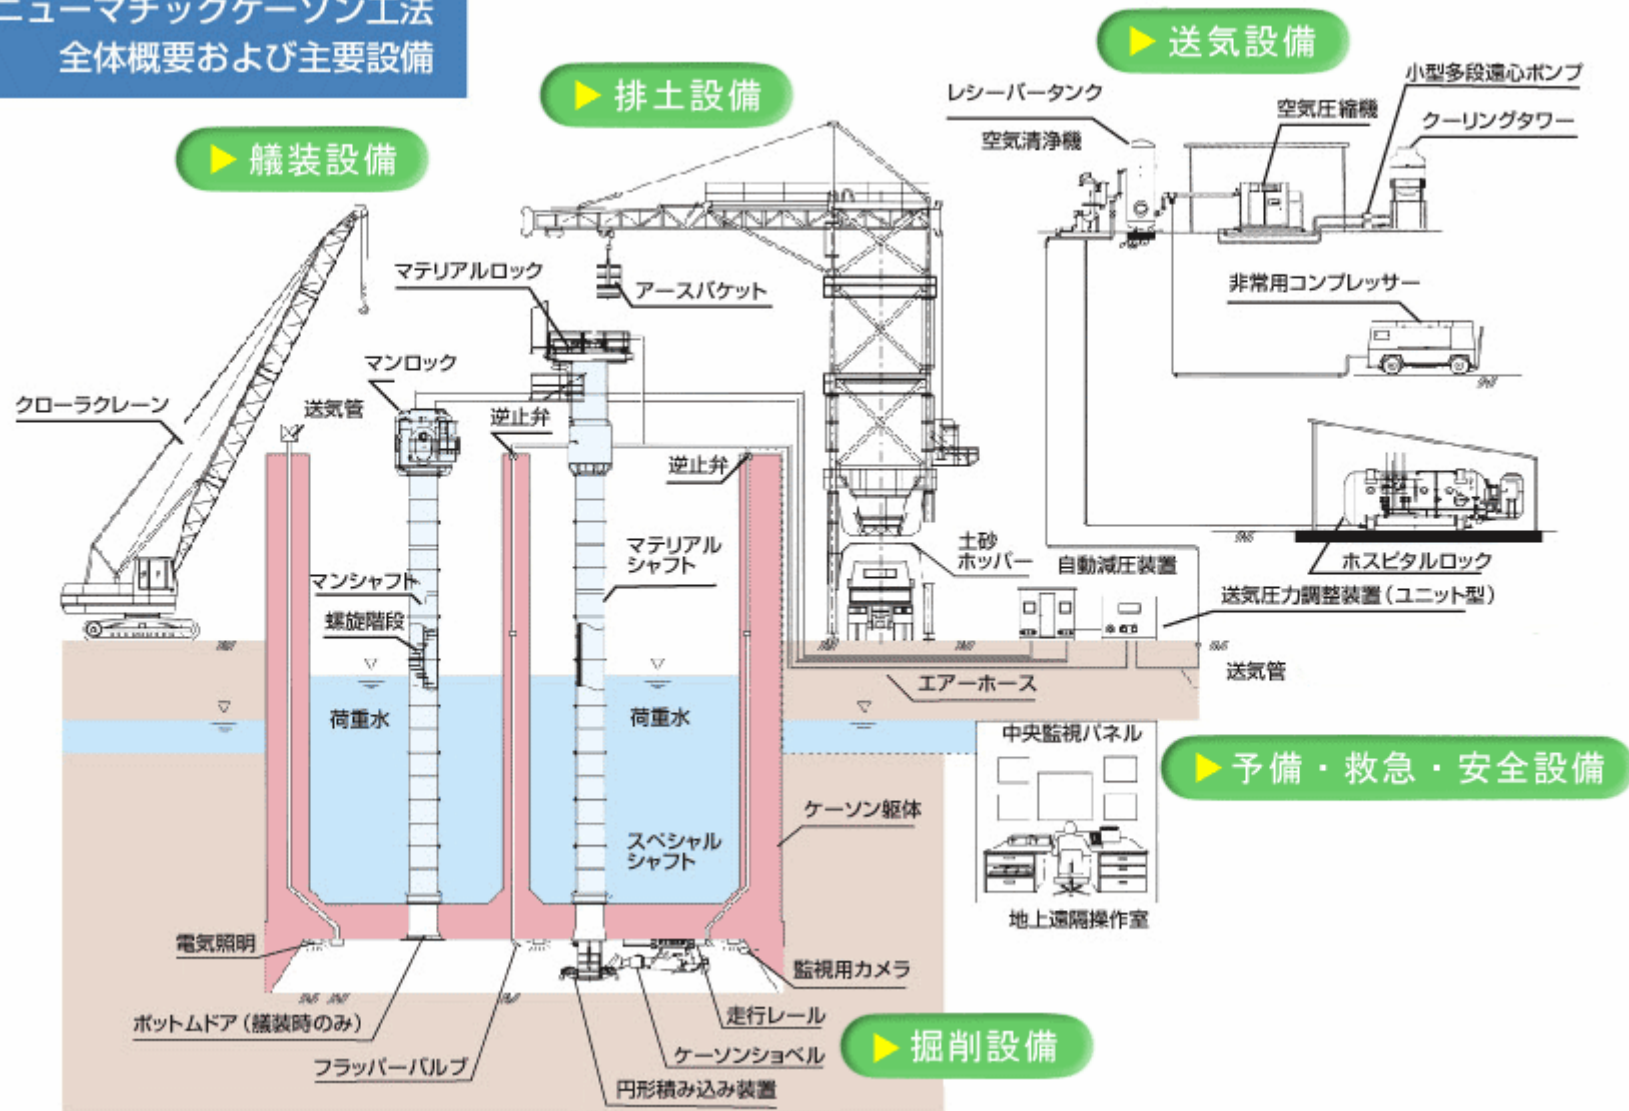 ニューマチックケーソン工法
全体概要および主要設備
送気設備
排土設備
艤装設備
小型多段遠心ポンプ
レシーバータンク
空気圧縮機
クーリングタワー
空気清浄機
マテリアルロック
アースバケット
非常用コンプレッサー
マンロック
クローラクレーン
送気管
逆止弁
逆止弁
マテリアル
シャフト
土砂
ホッパー
自動減圧装置
ホスピタルロック
マンシャフト
送気圧力調整装置(ユニット型)
螺旋階段
送気管
エアーホース
荷重水
荷重水
中央監視パネル
予備・救急・安全設備
ケーソン躯体
スペシャル
シャフト
地上遠隔操作室
電気照明
監視用カメラ
ボットムドア(艤装時のみ)
走行レール
掘削設備
フラッパーバルブ
ケーソンショベル
円形積み込み装置